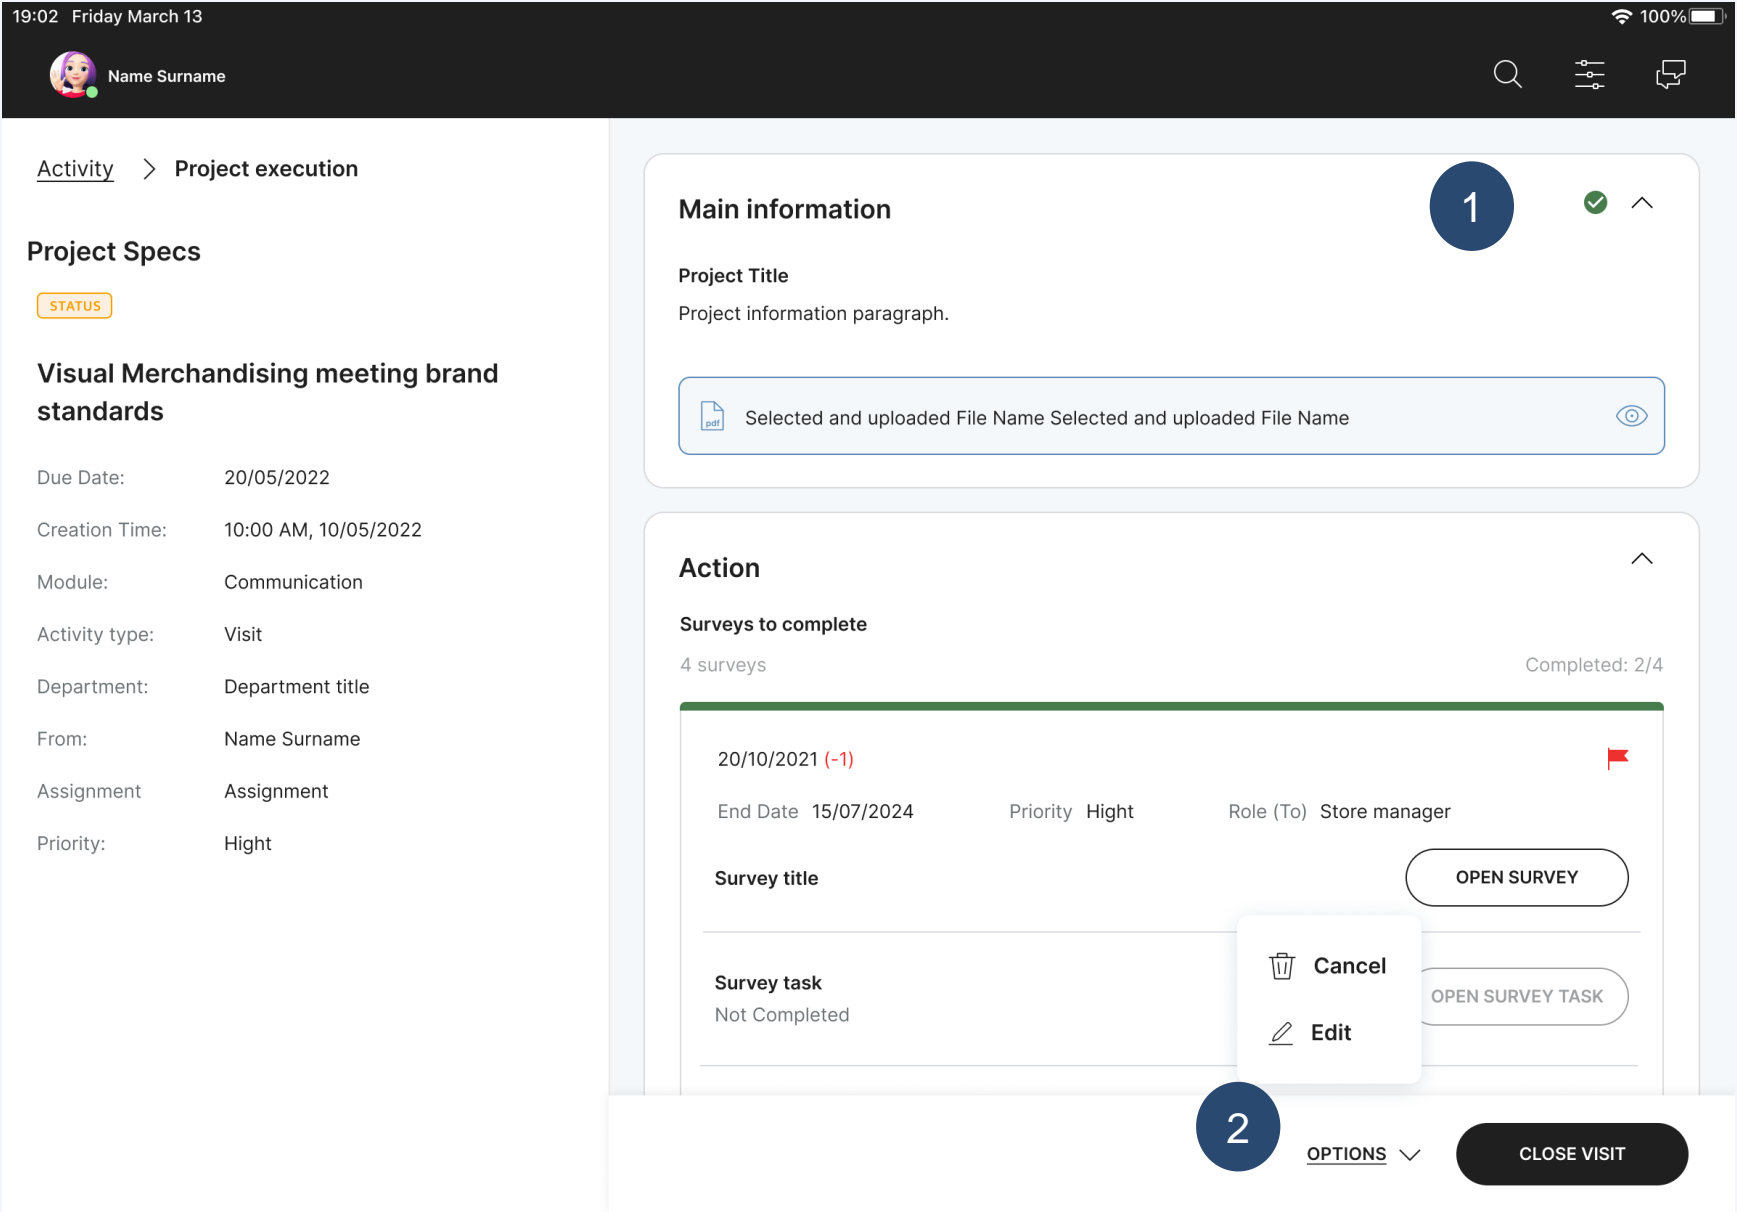 19:02 Friday March 13
100%
Name Surname
Activity > Project execution
Project Specs
STATUS
Visual Merchandising meeting brand
standards
Due Date: 20/05/2022
Creation Time: 10:00 AM, 10/05/2022
Module: Communication
Activity type: Visit
Department: Department title
From: Name Surname
Assignment Assignment
Priority: Hight
Main information
1
Project Title
Project information paragraph.
pdf
Selected and uploaded File Name Selected and uploaded File Name
Action
Surveys to complete
4 surveys
Completed: 2/4
20/10/2021 (-1)
End Date 15/07/2024
Priority Hight
Role (To) Store manager
Survey title
OPEN SURVEY
Survey task
Not Completed
OPEN SURVEY TASK
Cancel
Edit
2
OPTIONS
CLOSE VISIT